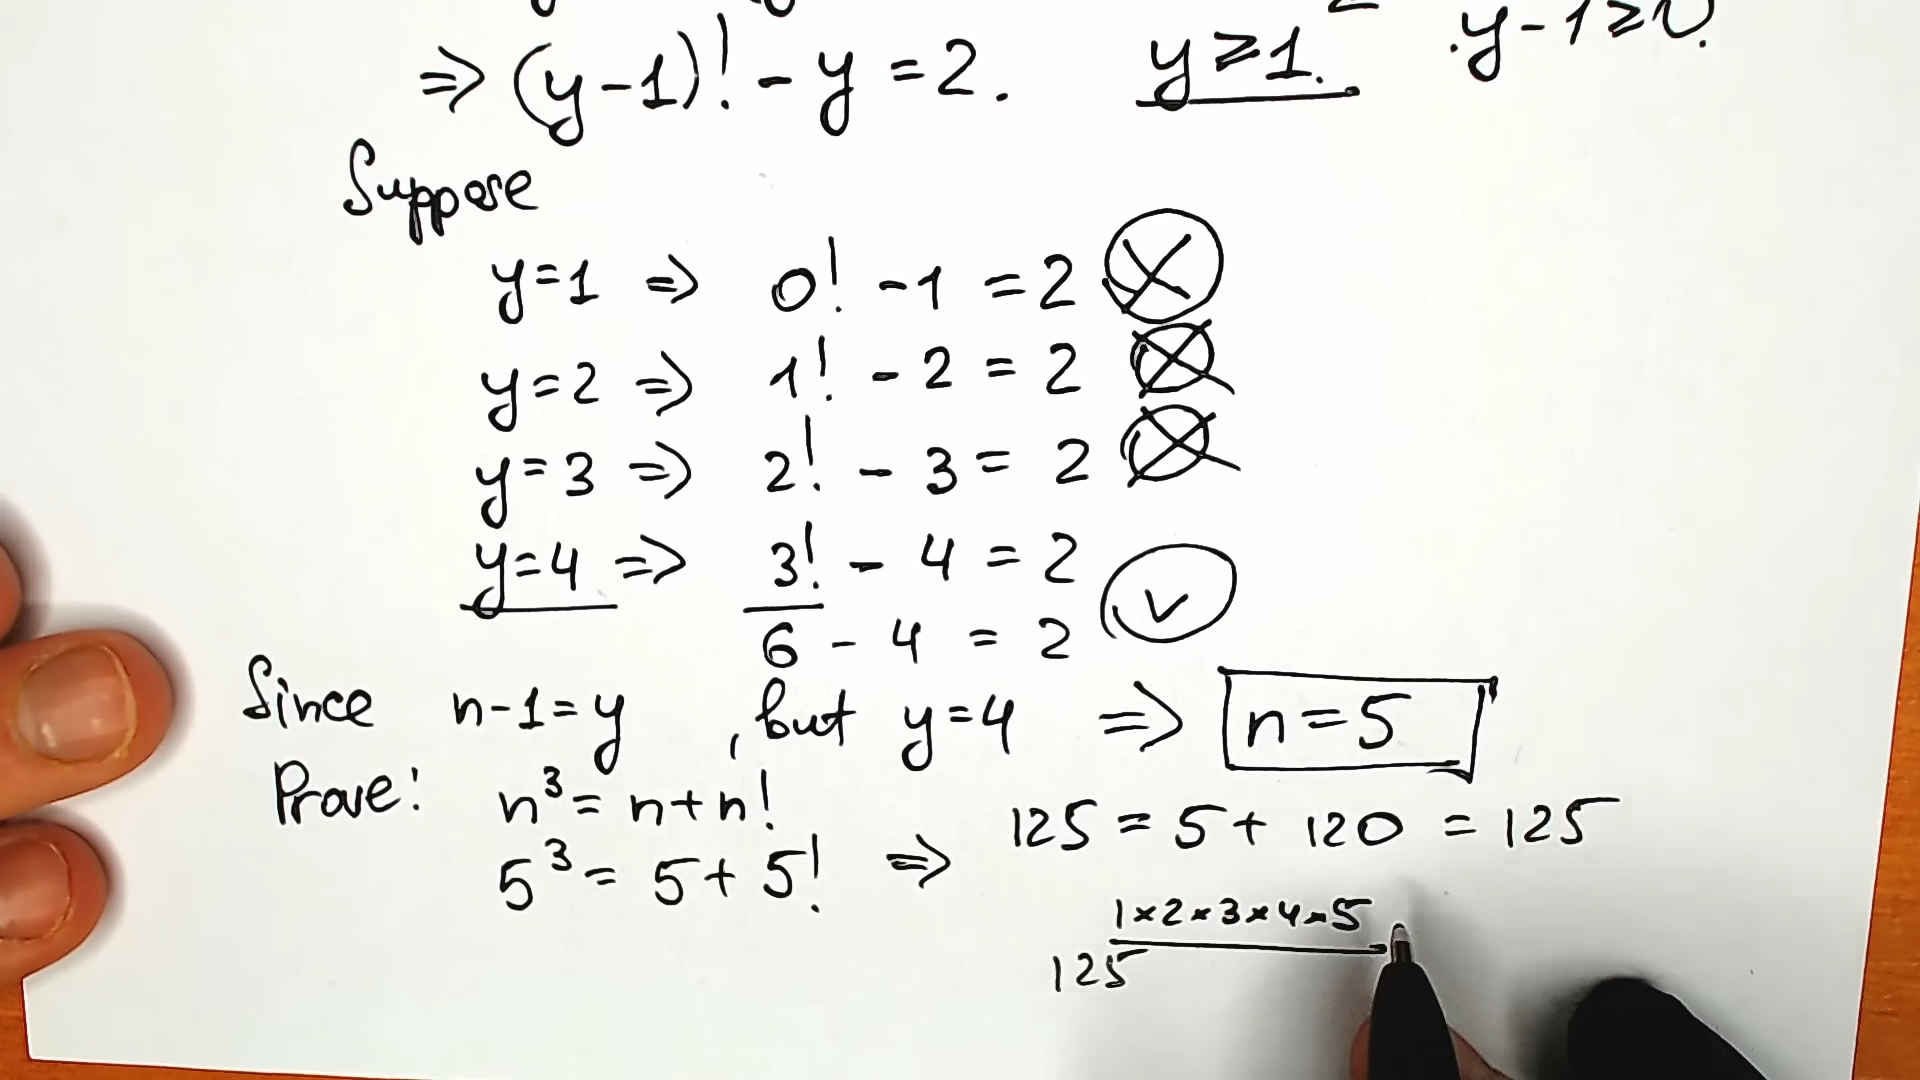 => (y-1)! - y = 2. y ≥ 1. y - 1 ≥ 0.
Suppose
y=1 => 0! - 1 = 2
y=2 => 1! - 2 = 2
y=3 => 2! - 3 = 2
y=4 => 3! - 4 = 2
6 - 4 = 2 v
Since n-1=y , but y=4 => n=5
Prove: n³ = n+n!
5³ = 5+5! => 125 = 5+ 120 = 125
1×2×3×4×5
125